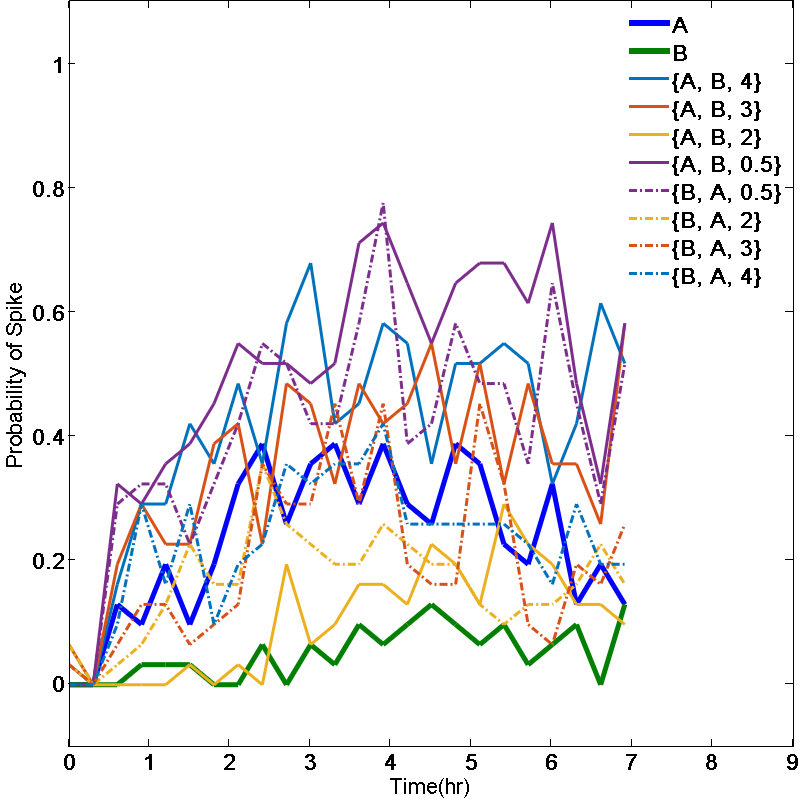 A
B
{A, B, 4}
{A, B, 3}
{A, B, 2}
{A, B, 0.5}
{B, A, 0.5}
{B, A, 2}
{B, A, 3}
{B, A, 4}
1
0.8
0.6
0.4
0.2
0
Probability of Spike
0 1 2 3 4 5 6 7 8 9
Time(hr)